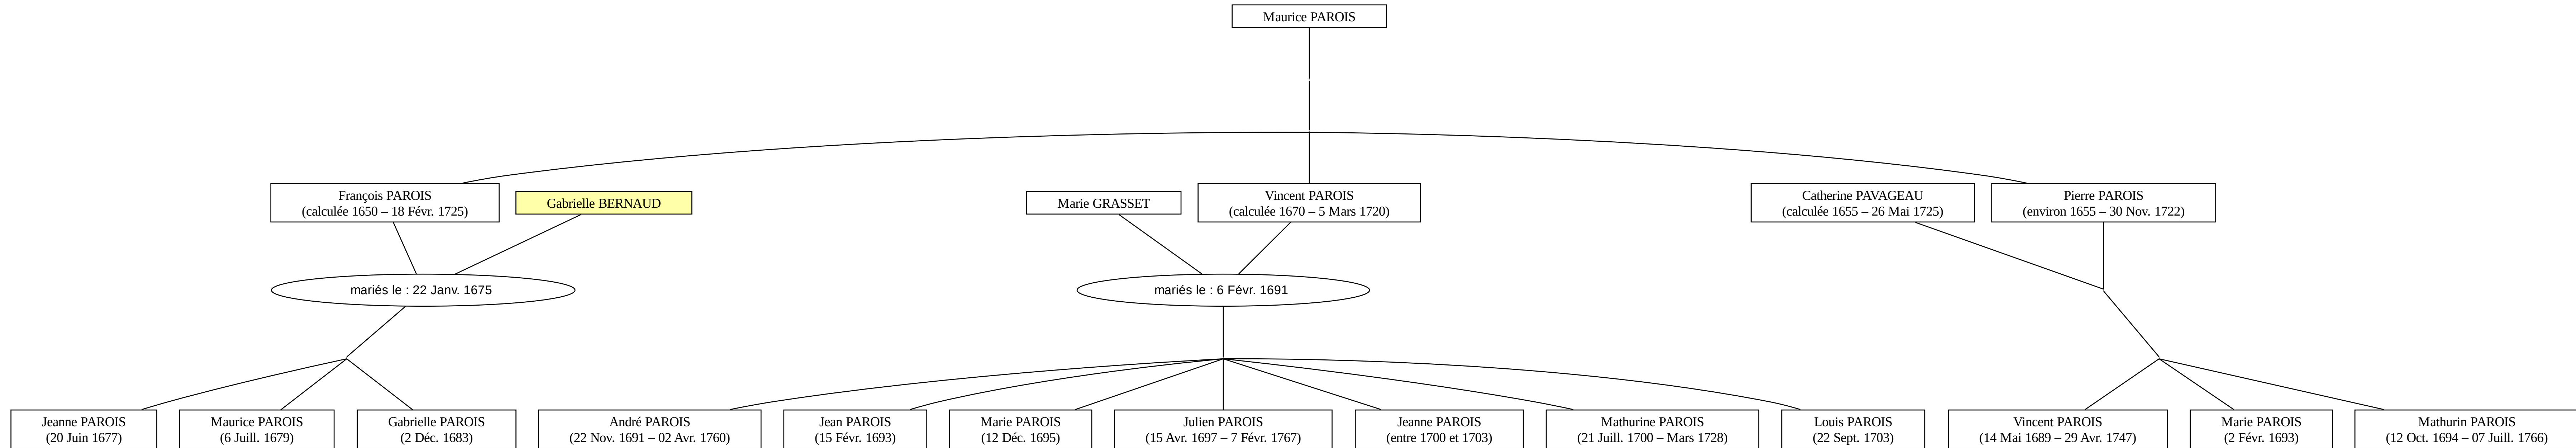 Maurice PAROIS
François PAROIS
(calculée 1650 – 18 Févr. 1725)
Gabrielle BERNAUD
Marie GRASSET
Vincent PAROIS
(calculée 1670 – 5 Mars 1720)
Catherine PAVAGEAU
(calculée 1655 – 26 Mai 1725)
Pierre PAROIS
(environ 1655 – 30 Nov. 1722)
mariés le : 22 Janv. 1675
mariés le : 6 Févr. 1691
Jeanne PAROIS
(20 Juin 1677)
Maurice PAROIS
(6 Juill. 1679)
Gabrielle PAROIS
(2 Déc. 1683)
André PAROIS
(22 Nov. 1691 – 02 Avr. 1760)
Jean PAROIS
(15 Févr. 1693)
Marie PAROIS
(12 Déc. 1695)
Julien PAROIS
(15 Avr. 1697 – 7 Févr. 1767)
Jeanne PAROIS
(entre 1700 et 1703)
Mathurine PAROIS
(21 Juill. 1700 – Mars 1728)
Louis PAROIS
(22 Sept. 1703)
Vincent PAROIS
(14 Mai 1689 – 29 Avr. 1747)
Marie PAROIS
(2 Févr. 1693)
Mathurin PAROIS
(12 Oct. 1694 – 07 Juill. 1766)